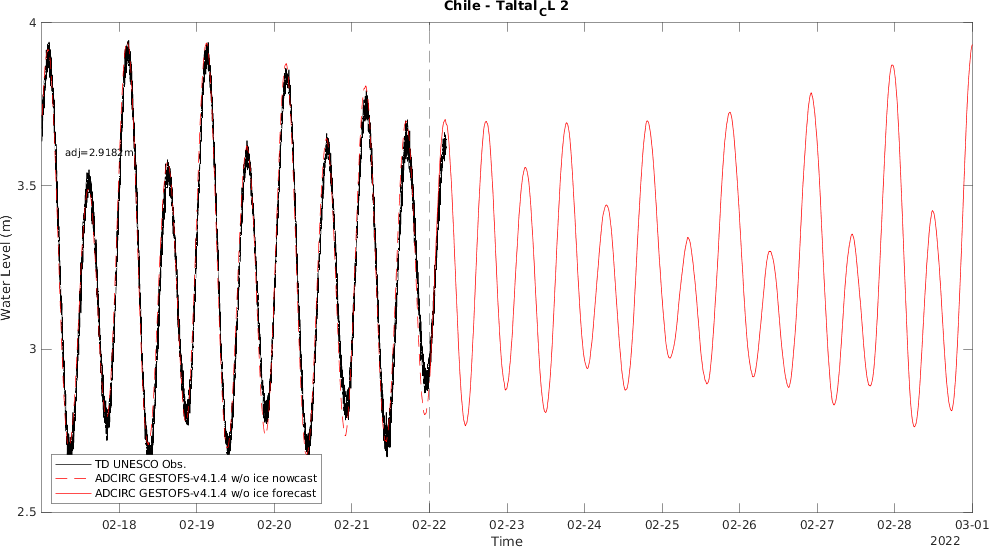 Chile - Taltal_CL 2
4
adj=2.9182m
3.5
Water Level (m)
3
TD UNESCO Obs.
ADCIRC GESTOFS-v4.1.4 w/o ice nowcast
ADCIRC GESTOFS-v4.1.4 w/o ice forecast
2.5
02-18 02-19 02-20 02-21 02-22 02-23 02-24 02-25 02-26 02-27 02-28 03-01
Time
2022